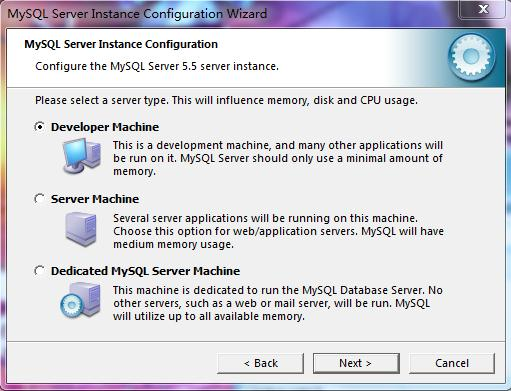 MySQL Server Instance Configuration Wizard
MySQL Server Instance Configuration
Configure the MySQL Server 5.5 server instance.
Please select a server type. This will influence memory, disk and CPU usage.
Developer Machine
This is a development machine, and many other applications will
be run on it. MySQL Server should only use a minimal amount of
memory.
Server Machine
Several server applications will be running on this machine.
Choose this option for web/application servers. MySQL will have
medium memory usage.
Dedicated MySQL Server Machine
This machine is dedicated to run the MySQL Database Server. No
other servers, such as a web or mail server, will be run. MySQL
will utilize up to all available memory.
< Back Next > Cancel